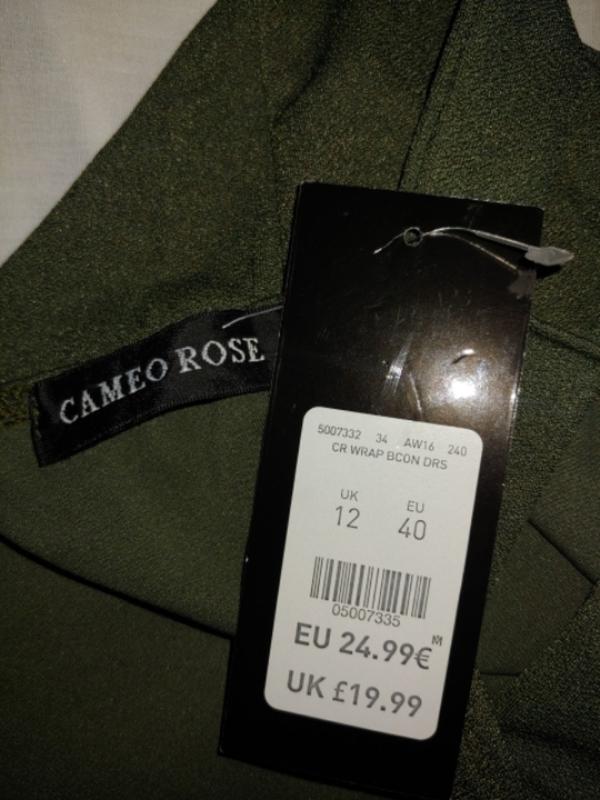 CAMEO ROSE
5007332 34 AW16 240
CR WRAP BCON DRS
UK EU
12 40
05007335
EU 24.99€ M
UK £19.99